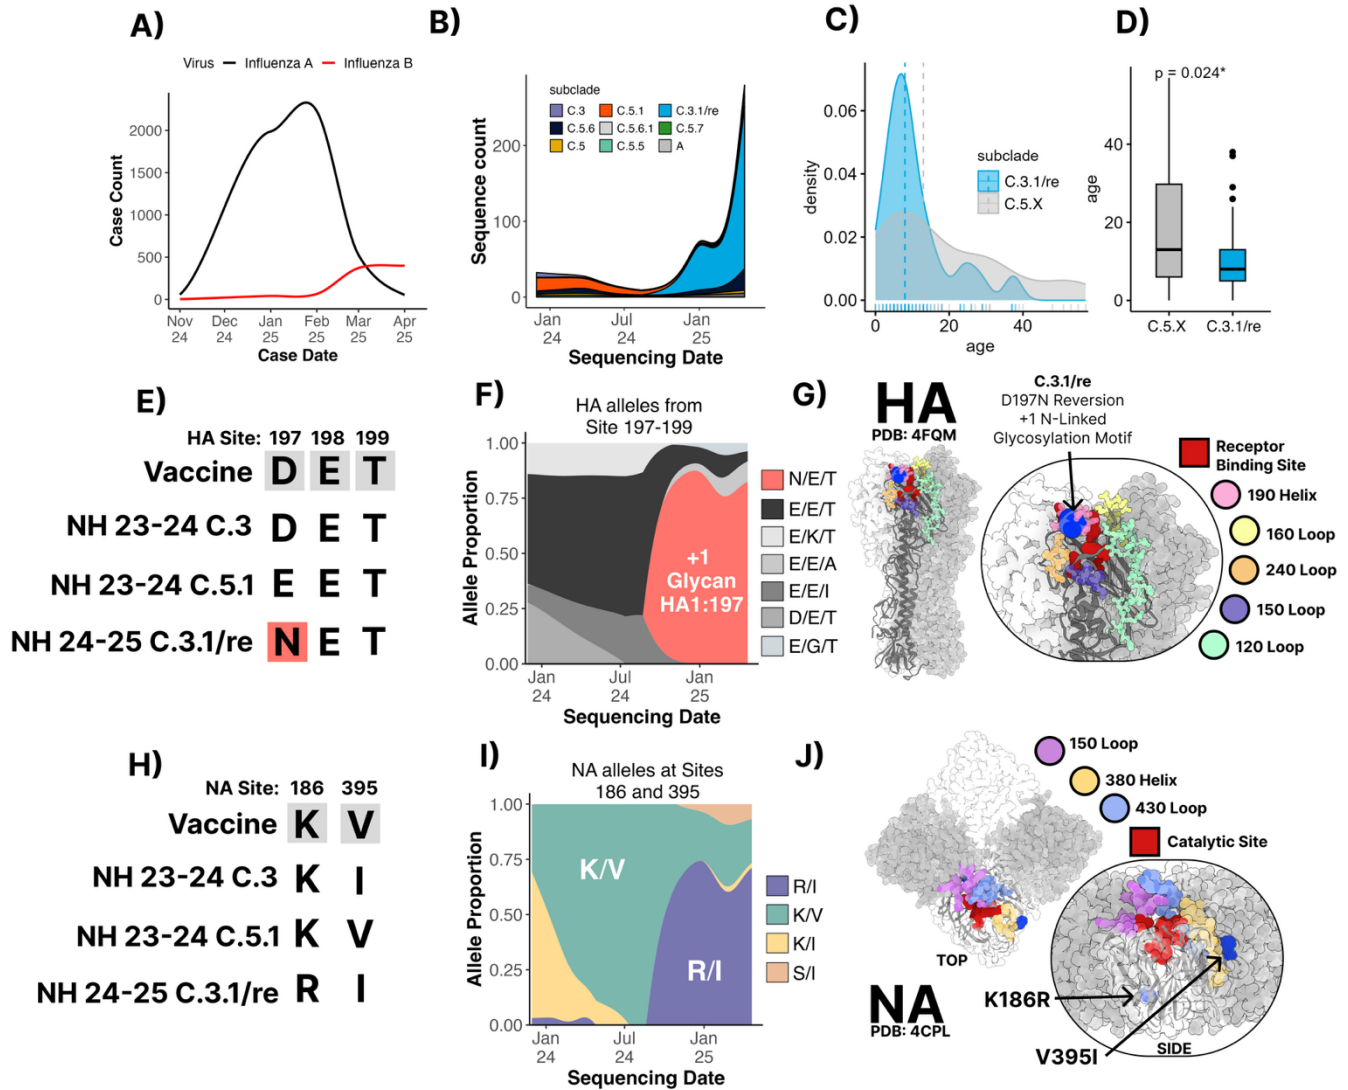 A)
Virus Influenza A Influenza B
Case Count
2000
1500
1000
500
0
Nov 24 Dec 24 Jan 25 Feb 25 Mar 25 Apr 25
Case Date
B)
subclade
C.3 C.5.1 C.3.1/re
C.5.6 C.5.6.1 C.5.7
C.5 C.5.5 A
Sequence count
200
100
0
Jan 24 Jul 24 Jan 25
Sequencing Date
C)
density
0.06
0.04
0.02
0.00
subclade
C.3.1/re
C.5.X
0 20 40
age
D)
p = 0.024*
age
40
20
0
C.5.X C.3.1/re
E)
HA Site: 197 198 199
Vaccine D E T
NH 23-24 C.3 D E T
NH 23-24 C.5.1 E E T
NH 24-25 C.3.1/re N E T
F)
HA alleles from
Site 197-199
Allele Proportion
1.00
0.75
0.50
0.25
0.00
+1
Glycan
HA1:197
N/E/T
E/E/T
E/K/T
E/E/A
E/E/I
D/E/T
E/G/T
Jan 24 Jul 24 Jan 25
Sequencing Date
G)
HA
PDB: 4FQM
C.3.1/re
D197N Reversion
+1 N-Linked
Glycosylation Motif
Receptor
Binding Site
190 Helix
160 Loop
240 Loop
150 Loop
120 Loop
H)
NA Site: 186 395
Vaccine K V
NH 23-24 C.3 K I
NH 23-24 C.5.1 K V
NH 24-25 C.3.1/re R I
I)
NA alleles at Sites
186 and 395
Allele Proportion
1.00
0.75
0.50
0.25
0.00
K/V
R/I
R/I
K/V
K/I
S/I
Jan 24 Jul 24 Jan 25
Sequencing Date
J)
150 Loop
380 Helix
430 Loop
Catalytic Site
TOP
NA
PDB: 4CPL
K186R
V395I
SIDE